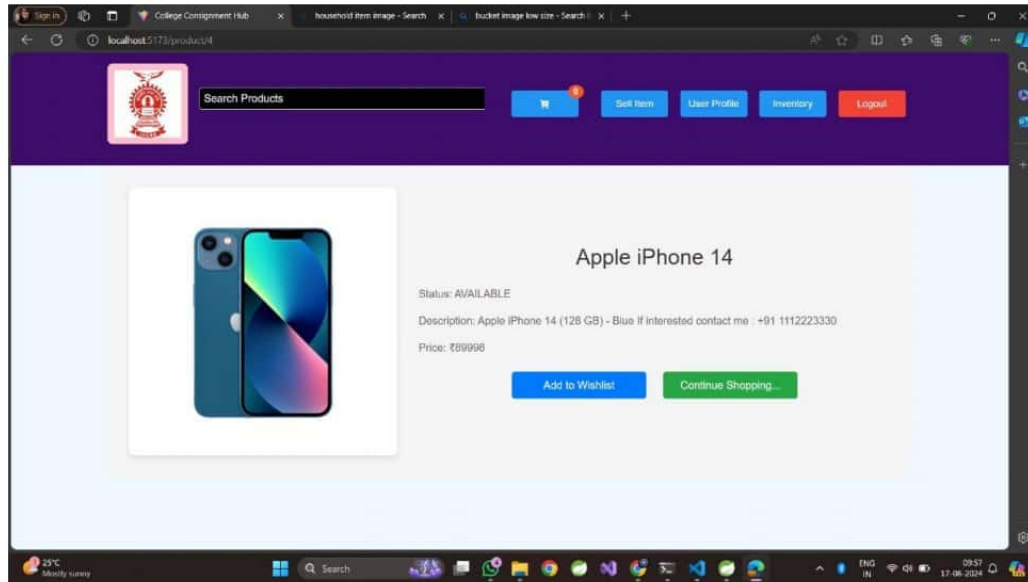 Sign in
College Consignment Hub
household item image - Search
bucket image low size - Search
localhost:5173/product/4
Search Products
0
Sell Item
User Profile
Inventory
Logout
Apple iPhone 14
Status: AVAILABLE
Description: Apple iPhone 14 (128 GB) - Blue If interested contact me : +91 1112223330
Price: ₹89998
Add to Wishlist
Continue Shopping...
25°C
Mostly sunny
Search
ENG
IN
09:57
17-06-2024